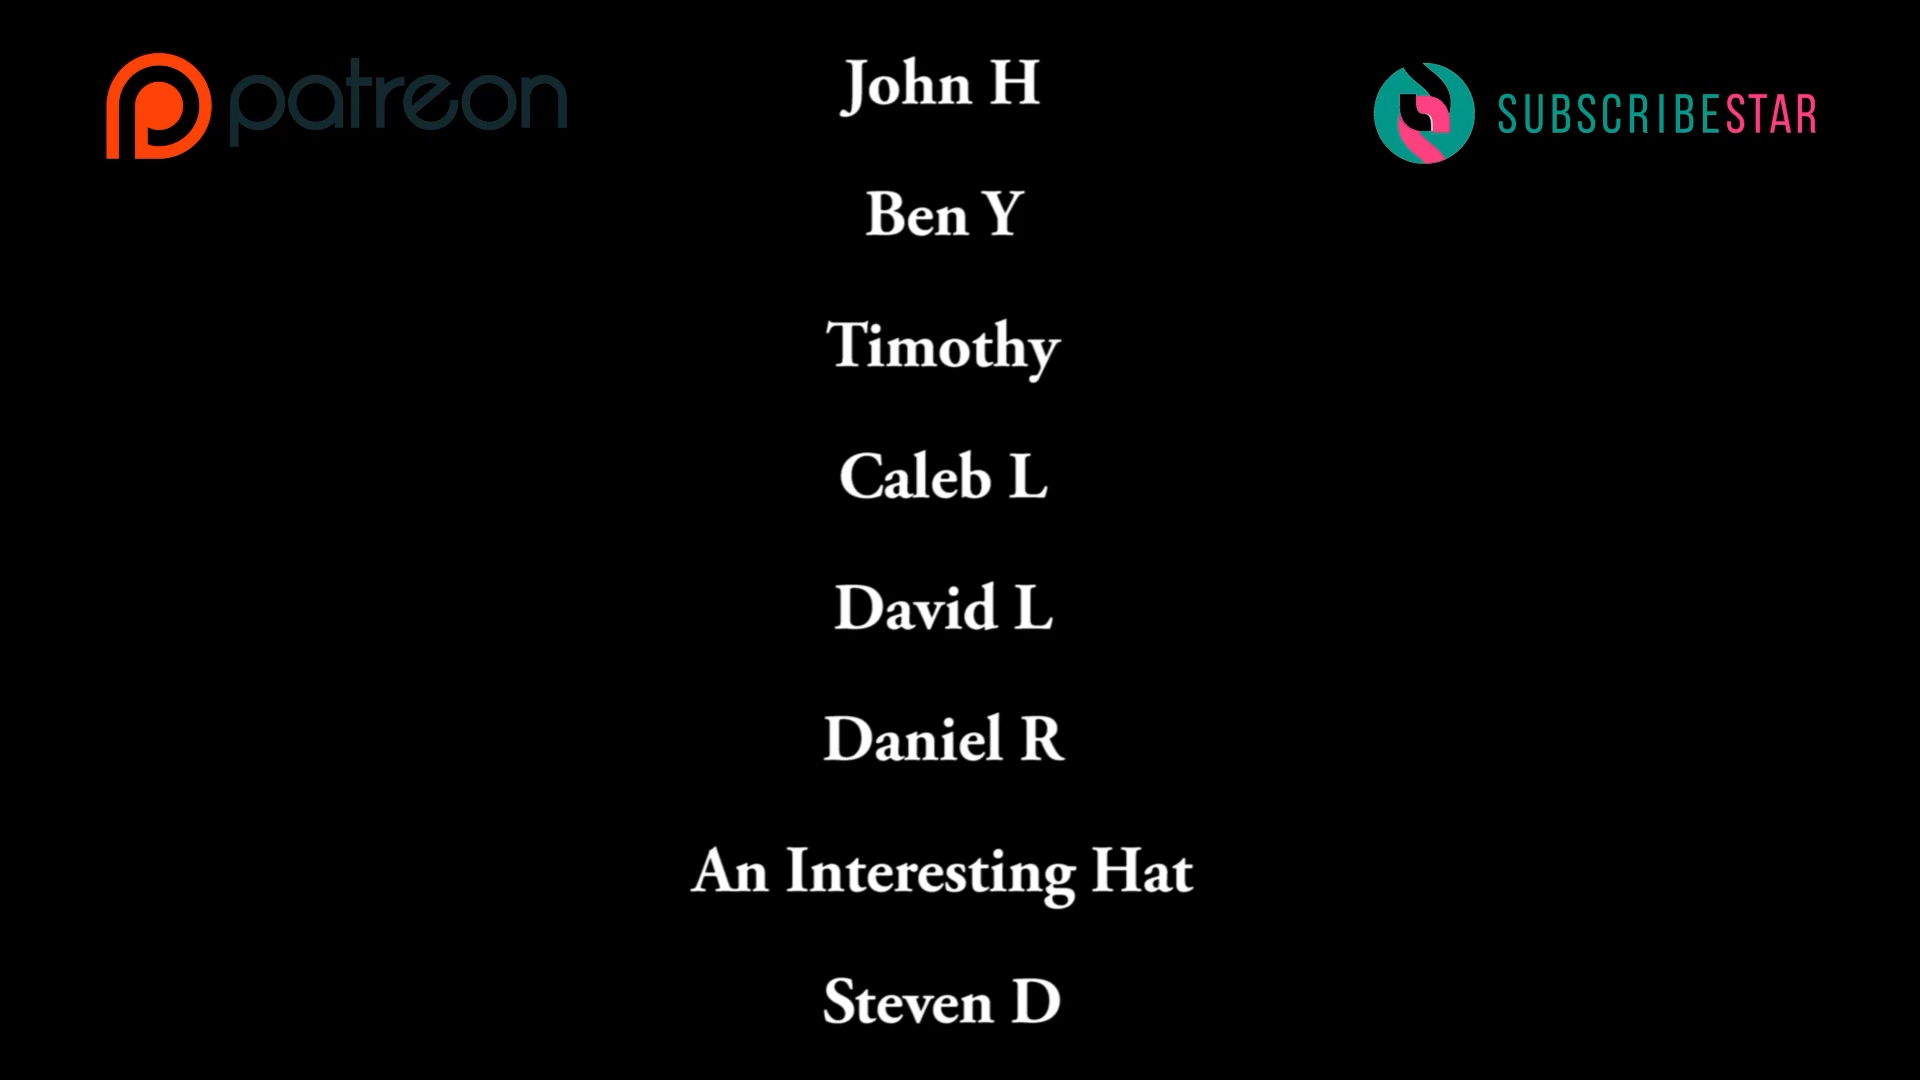 patreon
SUBSCRIBESTAR
John H
Ben Y
Timothy
Caleb L
David L
Daniel R
An Interesting Hat
Steven D